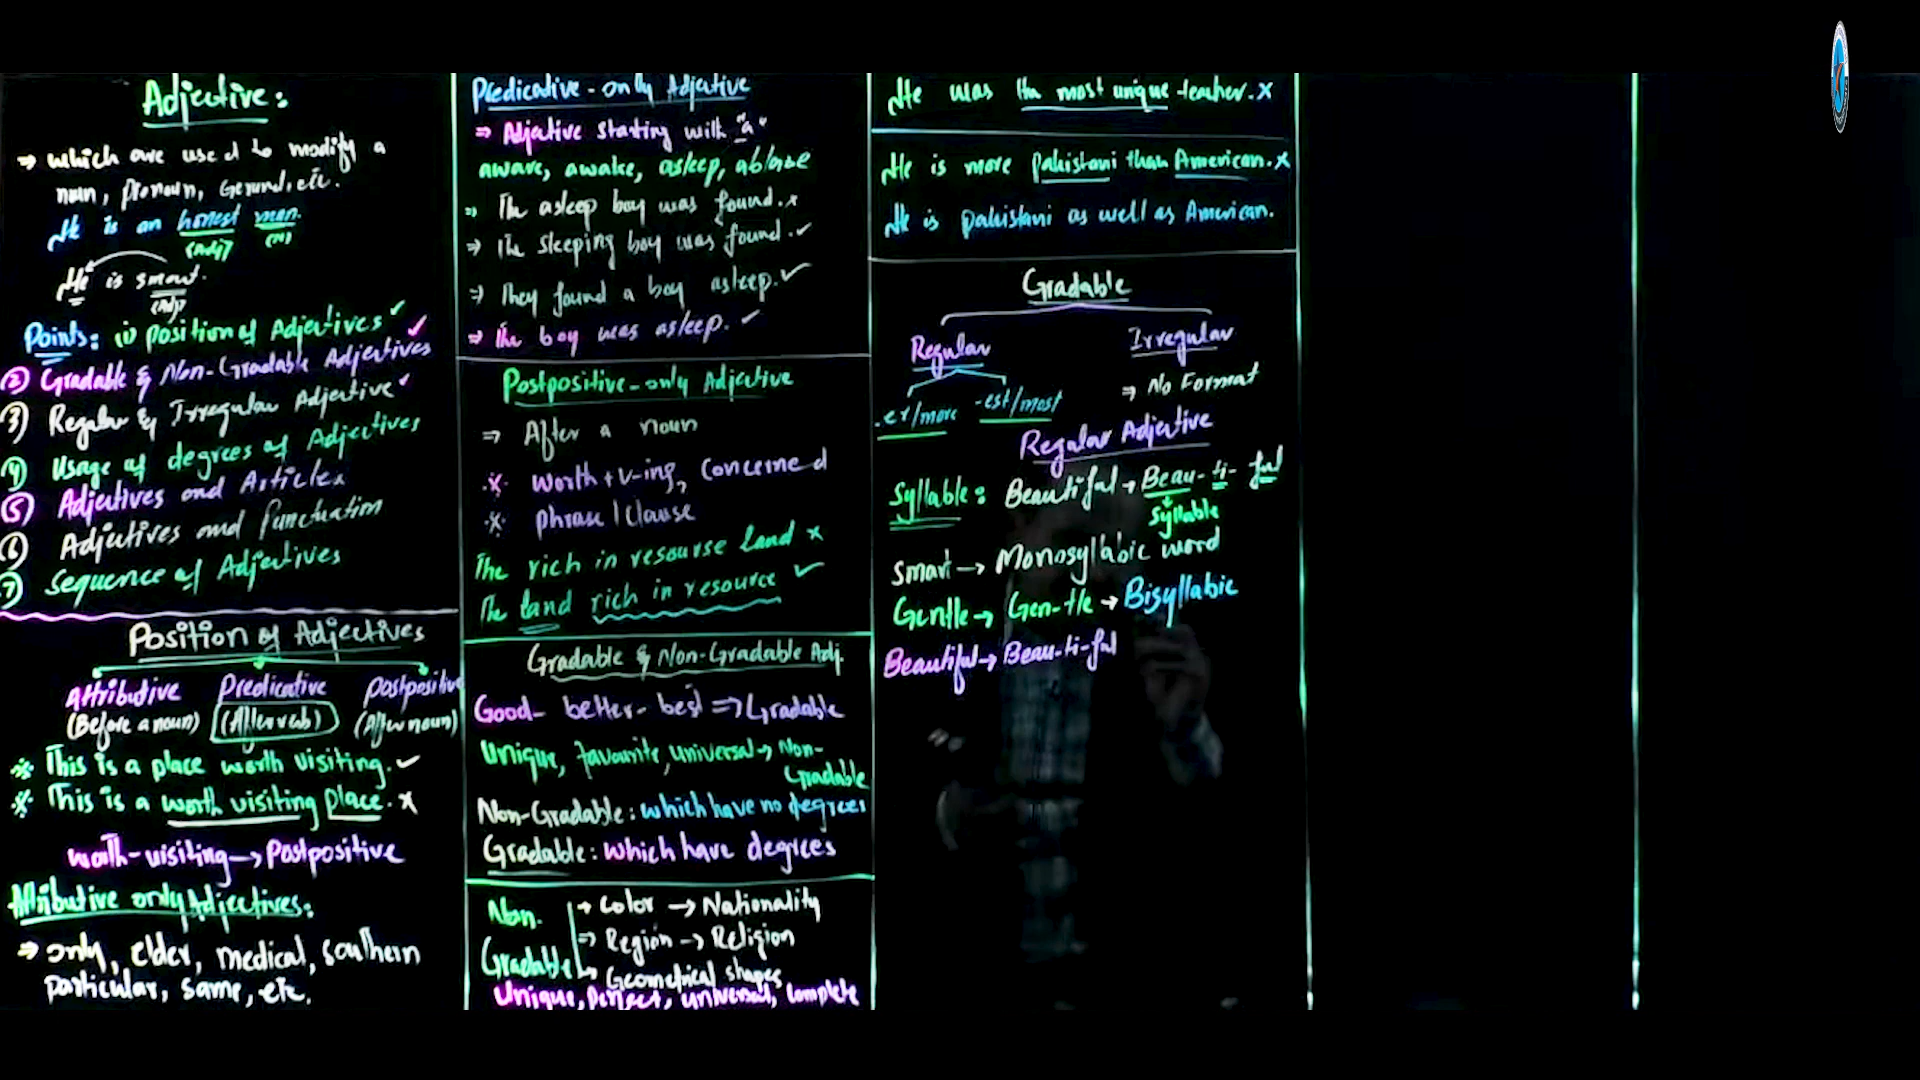 Adjective:
⇒ which are used to modify a
noun, pronoun, Gerund, etc.
He is an honest man.
(Adj) (N)
He is smart.
(Adj)
Points: (1) Position of Adjectives ✓
② Gradable & Non-Gradable Adjectives ✓
③ Regular & Irregular Adjective ✓
④ Usage of degrees of Adjectives
⑤ Adjectives and Articles
⑥ Adjectives and Punctuation
⑦ Sequence of Adjectives
Position of Adjectives
Attributive Predicative Postpositive
(Before a noun) (After verb) (After noun)
※ This is a place worth visiting. ✓
※ This is a worth visiting place. x
worth-visiting → Postpositive
Attributive only Adjectives:
⇒ only, elder, medical, southern
particular, same, etc.
Predicative-only Adjective
⇒ Adjective starting with "a"
aware, awake, asleep, ablaze
⇒ The asleep boy was found. x
⇒ The sleeping boy was found. ✓
⇒ They found a boy asleep. ✓
⇒ The boy was asleep. ✓
Postpositive-only Adjective
⇒ After a noun
※ worth + v-ing, concerned
※ phrase/clause
The rich in resourse land x
The land rich in resource ✓
Gradable & Non-Gradable Adj.
Good- better- best ⇒ Gradable
Unique, favourite, universal → Non-
Gradable
Non-Gradable: which have no degrees
Gradable: which have degrees
Non. → Color → Nationality
⇒ Region → Religion
Gradable → Geometrical shapes
Unique, perfect, universal, complete
He was the most unique teacher. x
He is more pakistani than American. x
He is pakistani as well as American.
Gradable
Regular Irregular
⇒ No Format
-er/more -est/most
Regular Adjective
Syllable: Beautiful → Beau-ti-ful
Syllable
Smart → Monosyllabic word
Gentle → Gen-tle → Bisyllabic
Beautiful → Beau-ti-ful